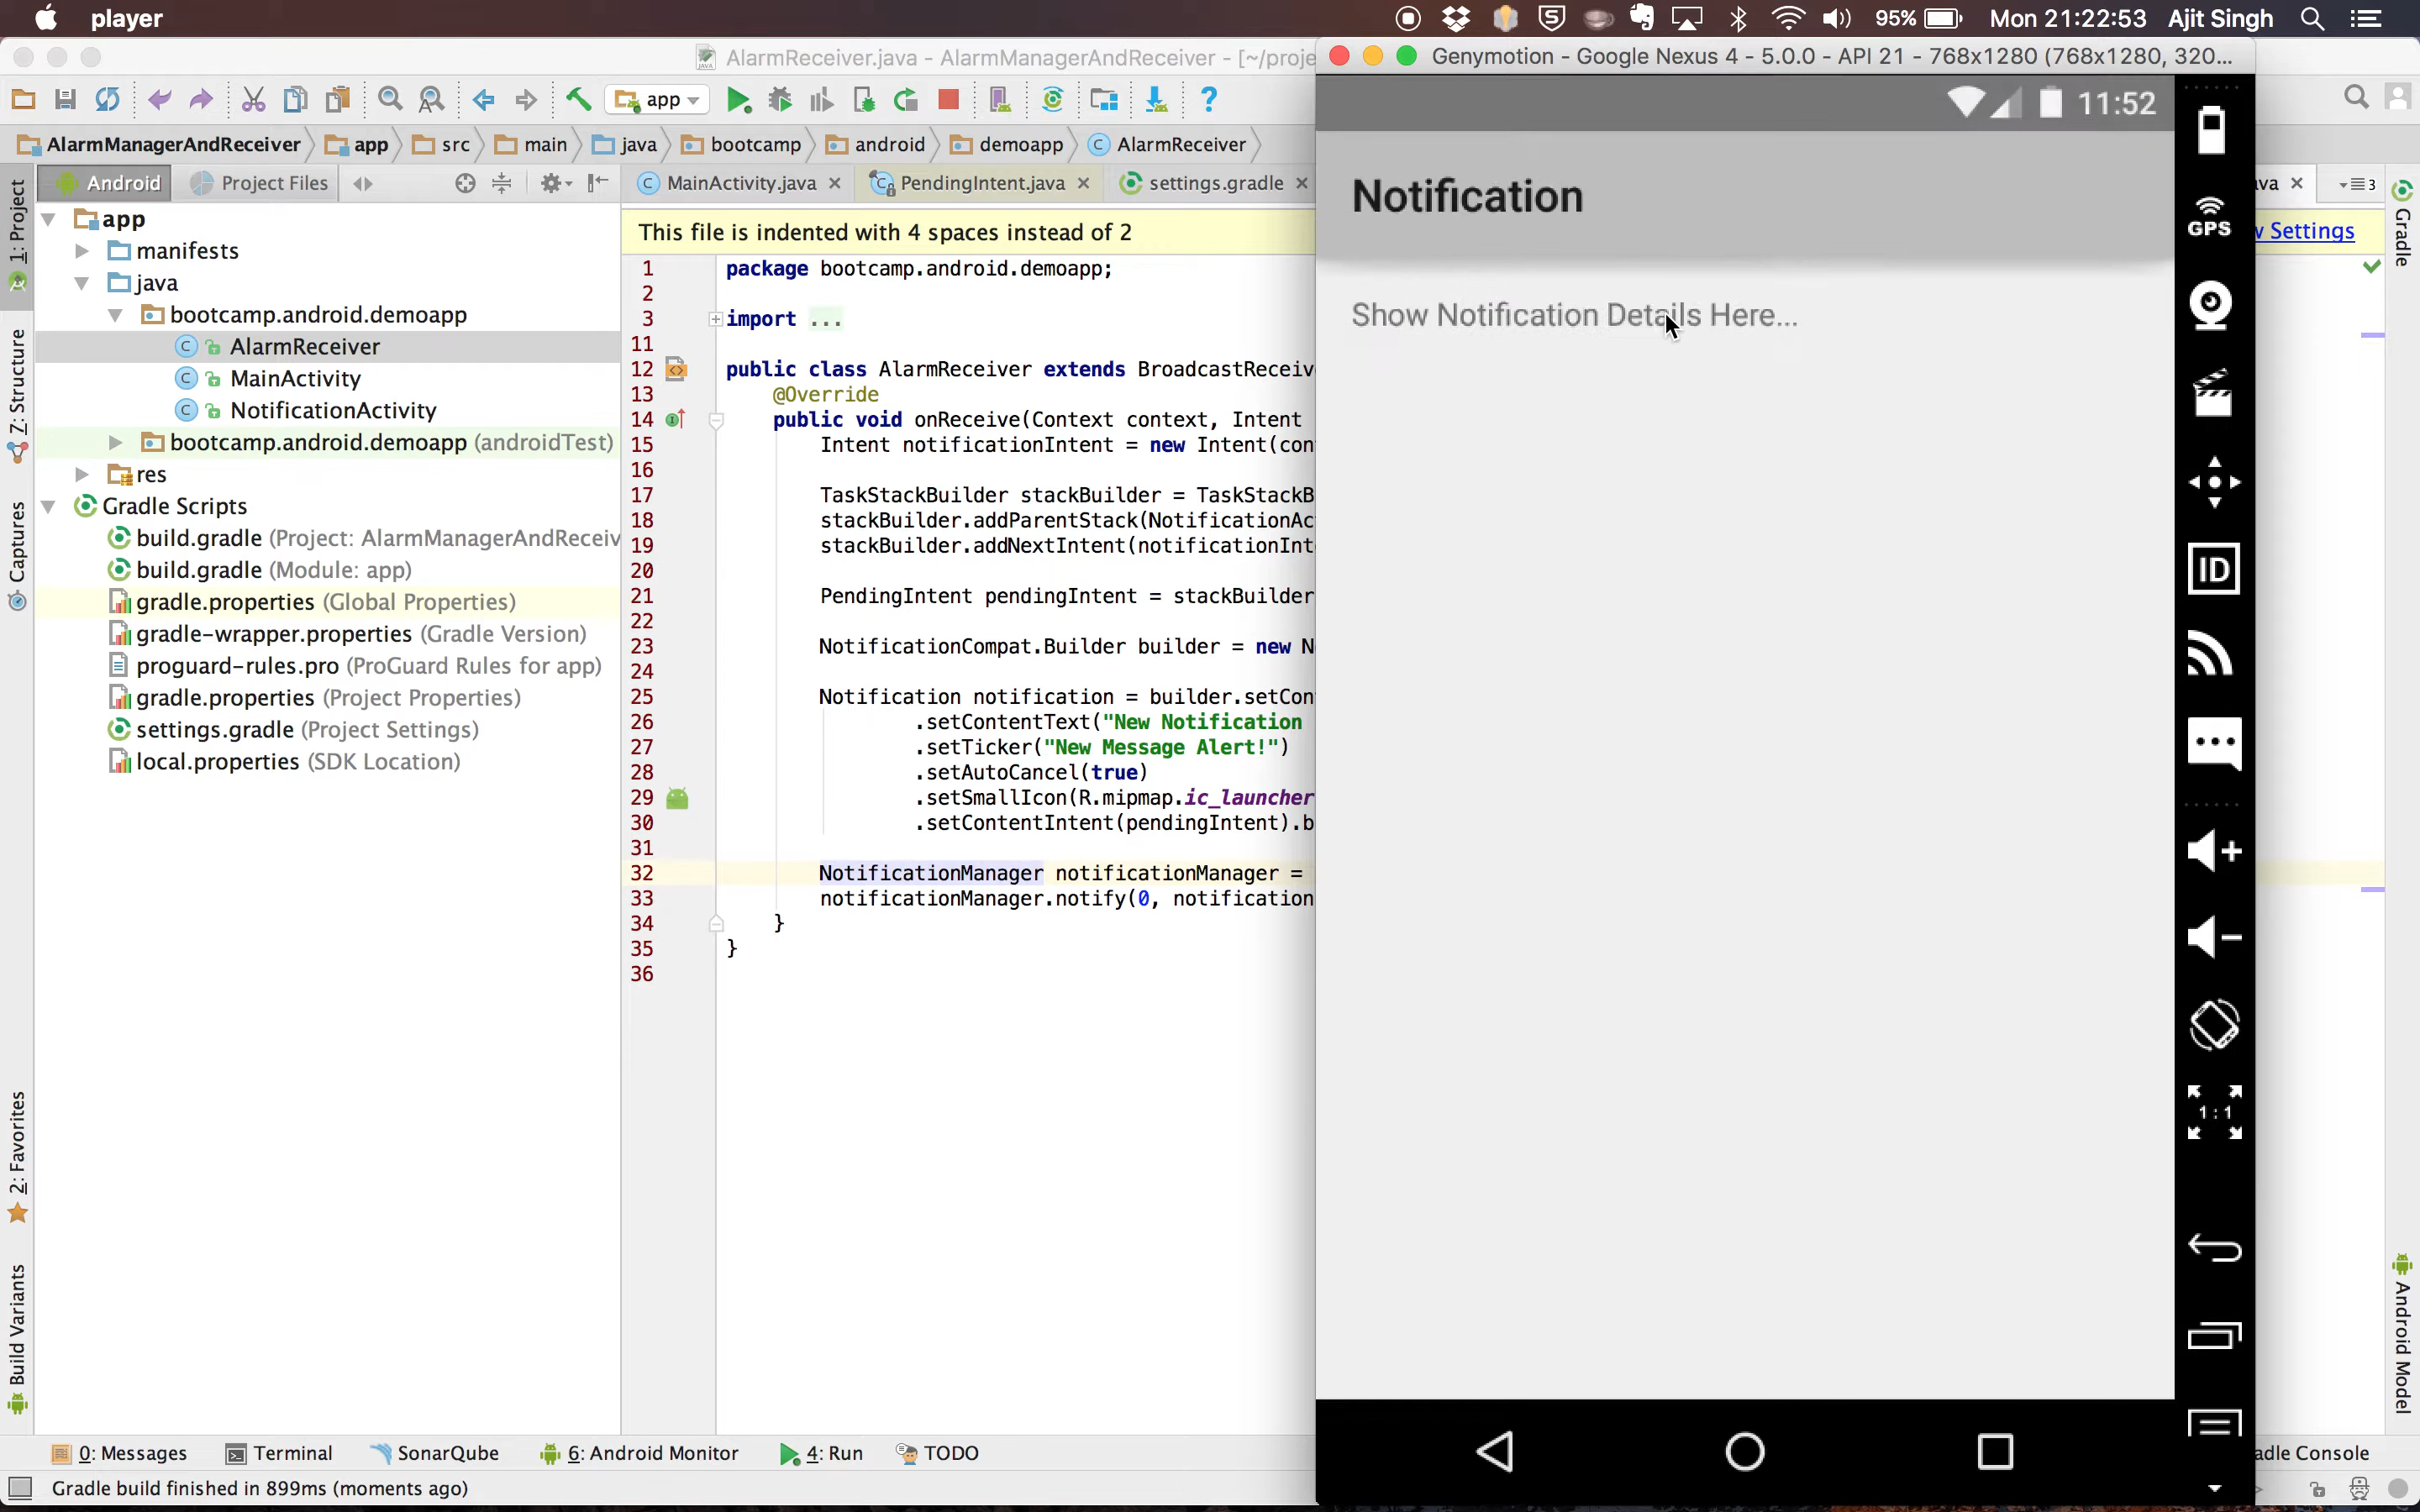 player
95%
Mon 21:22:53
Ajit Singh
AlarmReceiver.java - AlarmManagerAndReceiver - [~/proje
app
AlarmManagerAndReceiver
app
src
main
java
bootcamp
android
demoapp
AlarmReceiver
Android
Project Files
MainActivity.java
PendingIntent.java
settings.gradle
app
manifests
java
bootcamp.android.demoapp
AlarmReceiver
MainActivity
NotificationActivity
bootcamp.android.demoapp (androidTest)
res
Gradle Scripts
build.gradle (Project: AlarmManagerAndReceiv
build.gradle (Module: app)
gradle.properties (Global Properties)
gradle-wrapper.properties (Gradle Version)
proguard-rules.pro (ProGuard Rules for app)
gradle.properties (Project Properties)
settings.gradle (Project Settings)
local.properties (SDK Location)
1: Project
7: Structure
Captures
2: Favorites
Build Variants
This file is indented with 4 spaces instead of 2
1 package bootcamp.android.demoapp;
2
3 import ...
11
12 public class AlarmReceiver extends BroadcastReceiv
13 @Override
14 public void onReceive(Context context, Intent
15 Intent notificationIntent = new Intent(con
16
17 TaskStackBuilder stackBuilder = TaskStackB
18 stackBuilder.addParentStack(NotificationAc
19 stackBuilder.addNextIntent(notificationInt
20
21 PendingIntent pendingIntent = stackBuilder
22
23 NotificationCompat.Builder builder = new N
24
25 Notification notification = builder.setCon
26 .setContentText("New Notification
27 .setTicker("New Message Alert!")
28 .setAutoCancel(true)
29 .setSmallIcon(R.mipmap.ic_launcher
30 .setContentIntent(pendingIntent).b
31
32 NotificationManager notificationManager =
33 notificationManager.notify(0, notification
34 }
35 }
36
Genymotion - Google Nexus 4 - 5.0.0 - API 21 - 768x1280 (768x1280, 320...
11:52
Notification
Show Notification Details Here...
GPS
ID
1:1
va
3
v Settings
Gradle
Android Model
0: Messages
Terminal
SonarQube
6: Android Monitor
4: Run
TODO
adle Console
Gradle build finished in 899ms (moments ago)